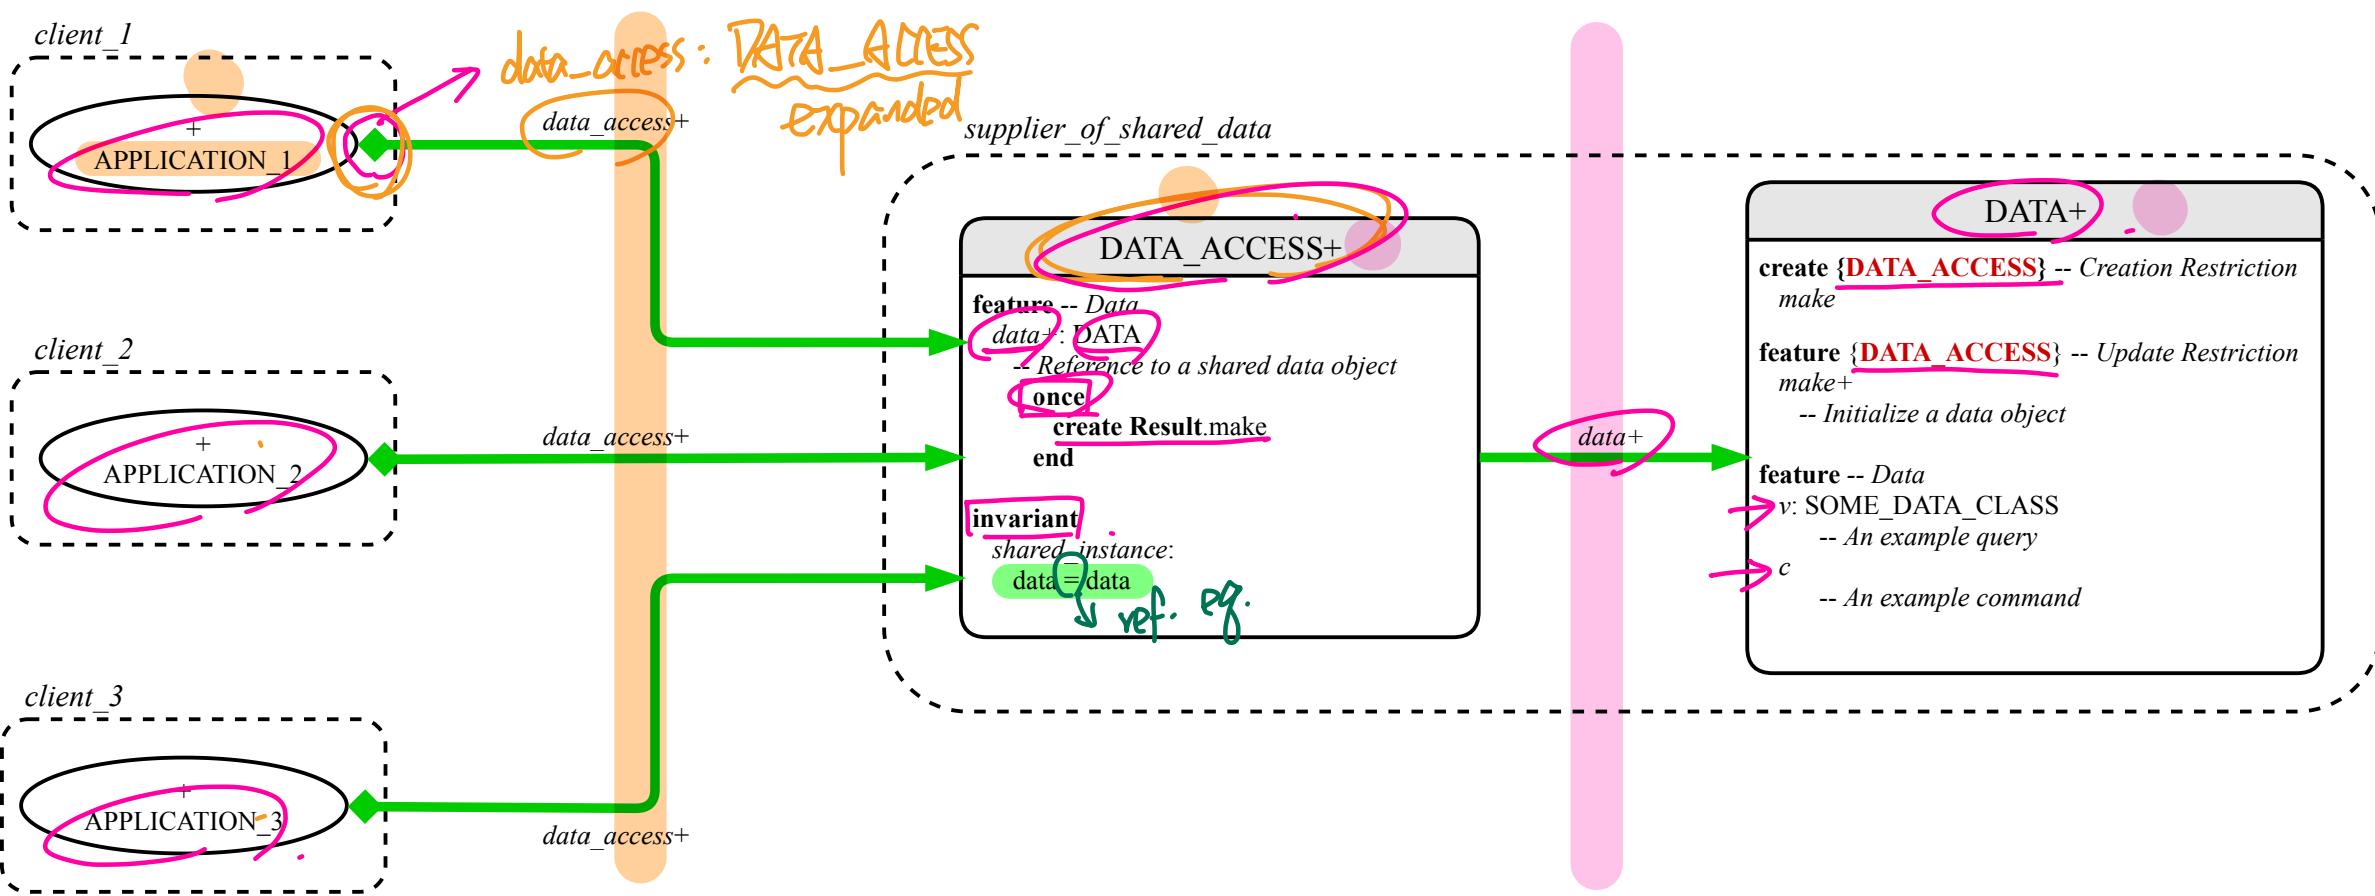 client_1
+
APPLICATION_1
data_access: DATA_ACCESS
expanded
data_access+
client_2
+
APPLICATION_2
data_access+
client_3
+
APPLICATION_3
data_access+
supplier_of_shared_data
DATA_ACCESS+
feature -- Data
data+: DATA
-- Reference to a shared data object
once
create Result.make
end
invariant
shared_instance:
data = data
ref. eq.
data+
DATA+
create {DATA_ACCESS} -- Creation Restriction
make
feature {DATA_ACCESS} -- Update Restriction
make+
-- Initialize a data object
feature -- Data
v: SOME_DATA_CLASS
-- An example query
c
-- An example command